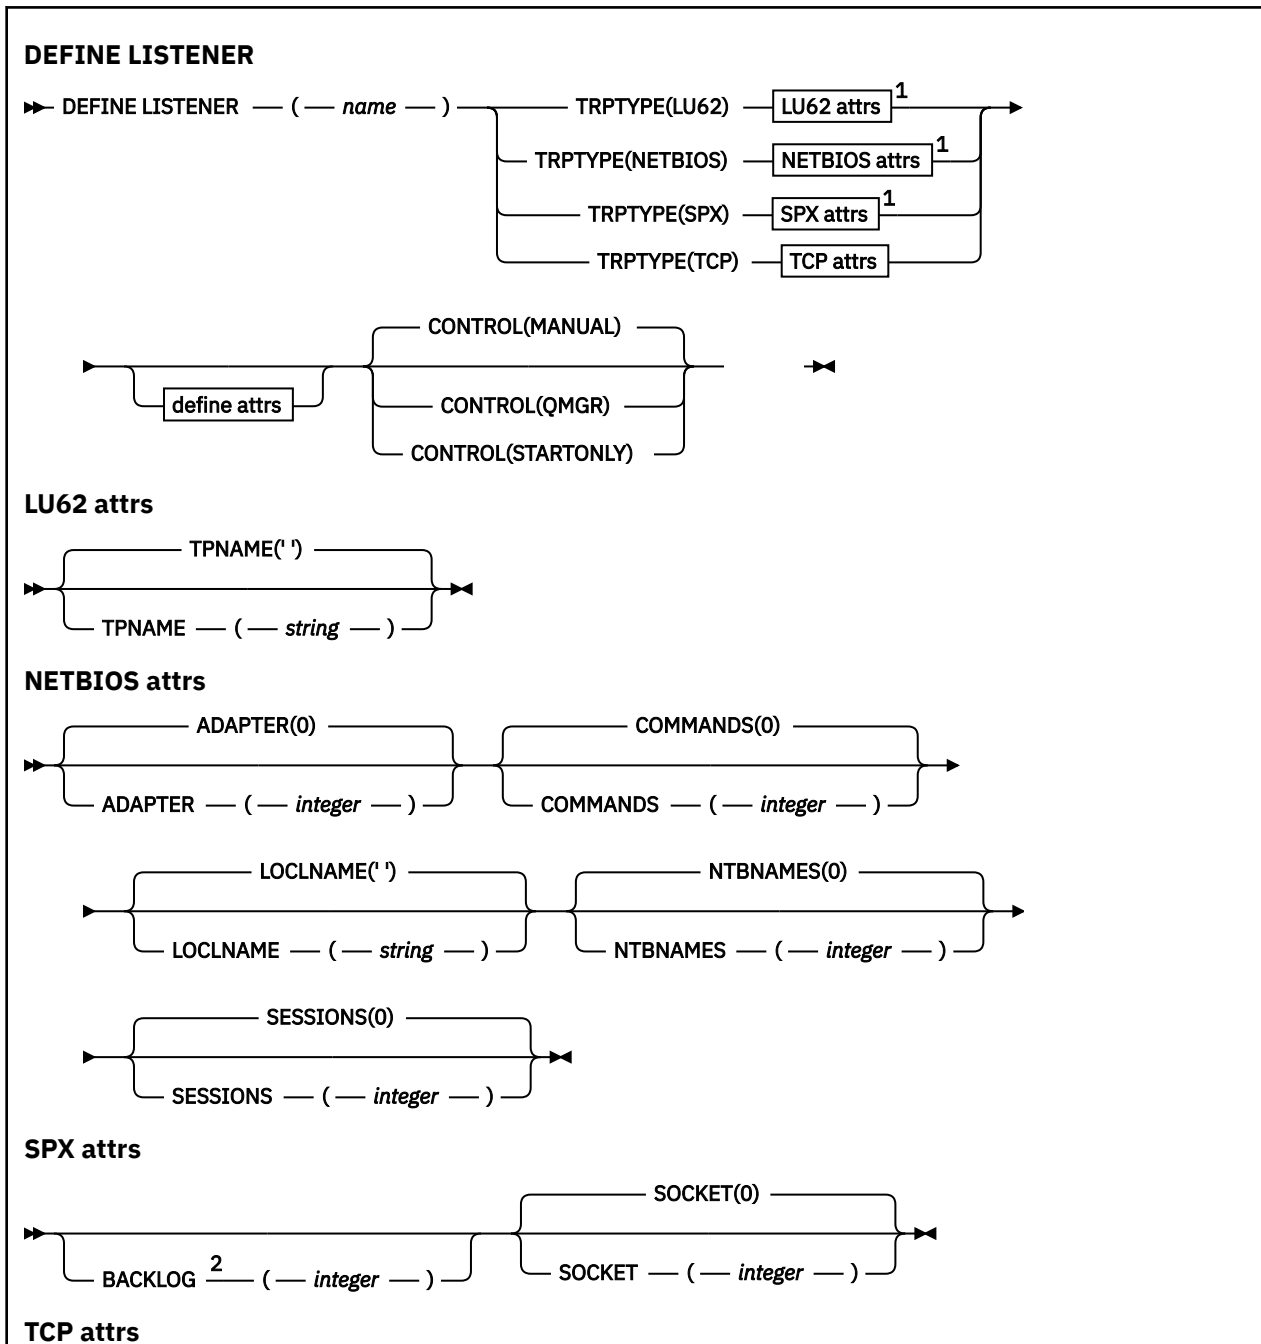 DEFINE LISTENER
DEFINE LISTENER ( name ) TRPTYPE(LU62) LU62 attrs 1
TRPTYPE(NETBIOS) NETBIOS attrs 1
TRPTYPE(SPX) SPX attrs 1
TRPTYPE(TCP) TCP attrs
CONTROL(MANUAL)
define attrs CONTROL(QMGR)
CONTROL(STARTONLY)
LU62 attrs
TPNAME(' ')
TPNAME ( string )
NETBIOS attrs
ADAPTER(0) COMMANDS(0)
ADAPTER ( integer ) COMMANDS ( integer )
LOCLNAME(' ') NTBNAMES(0)
LOCLNAME ( string ) NTBNAMES ( integer )
SESSIONS(0)
SESSIONS ( integer )
SPX attrs
SOCKET(0)
BACKLOG 2 ( integer ) SOCKET ( integer )
TCP attrs